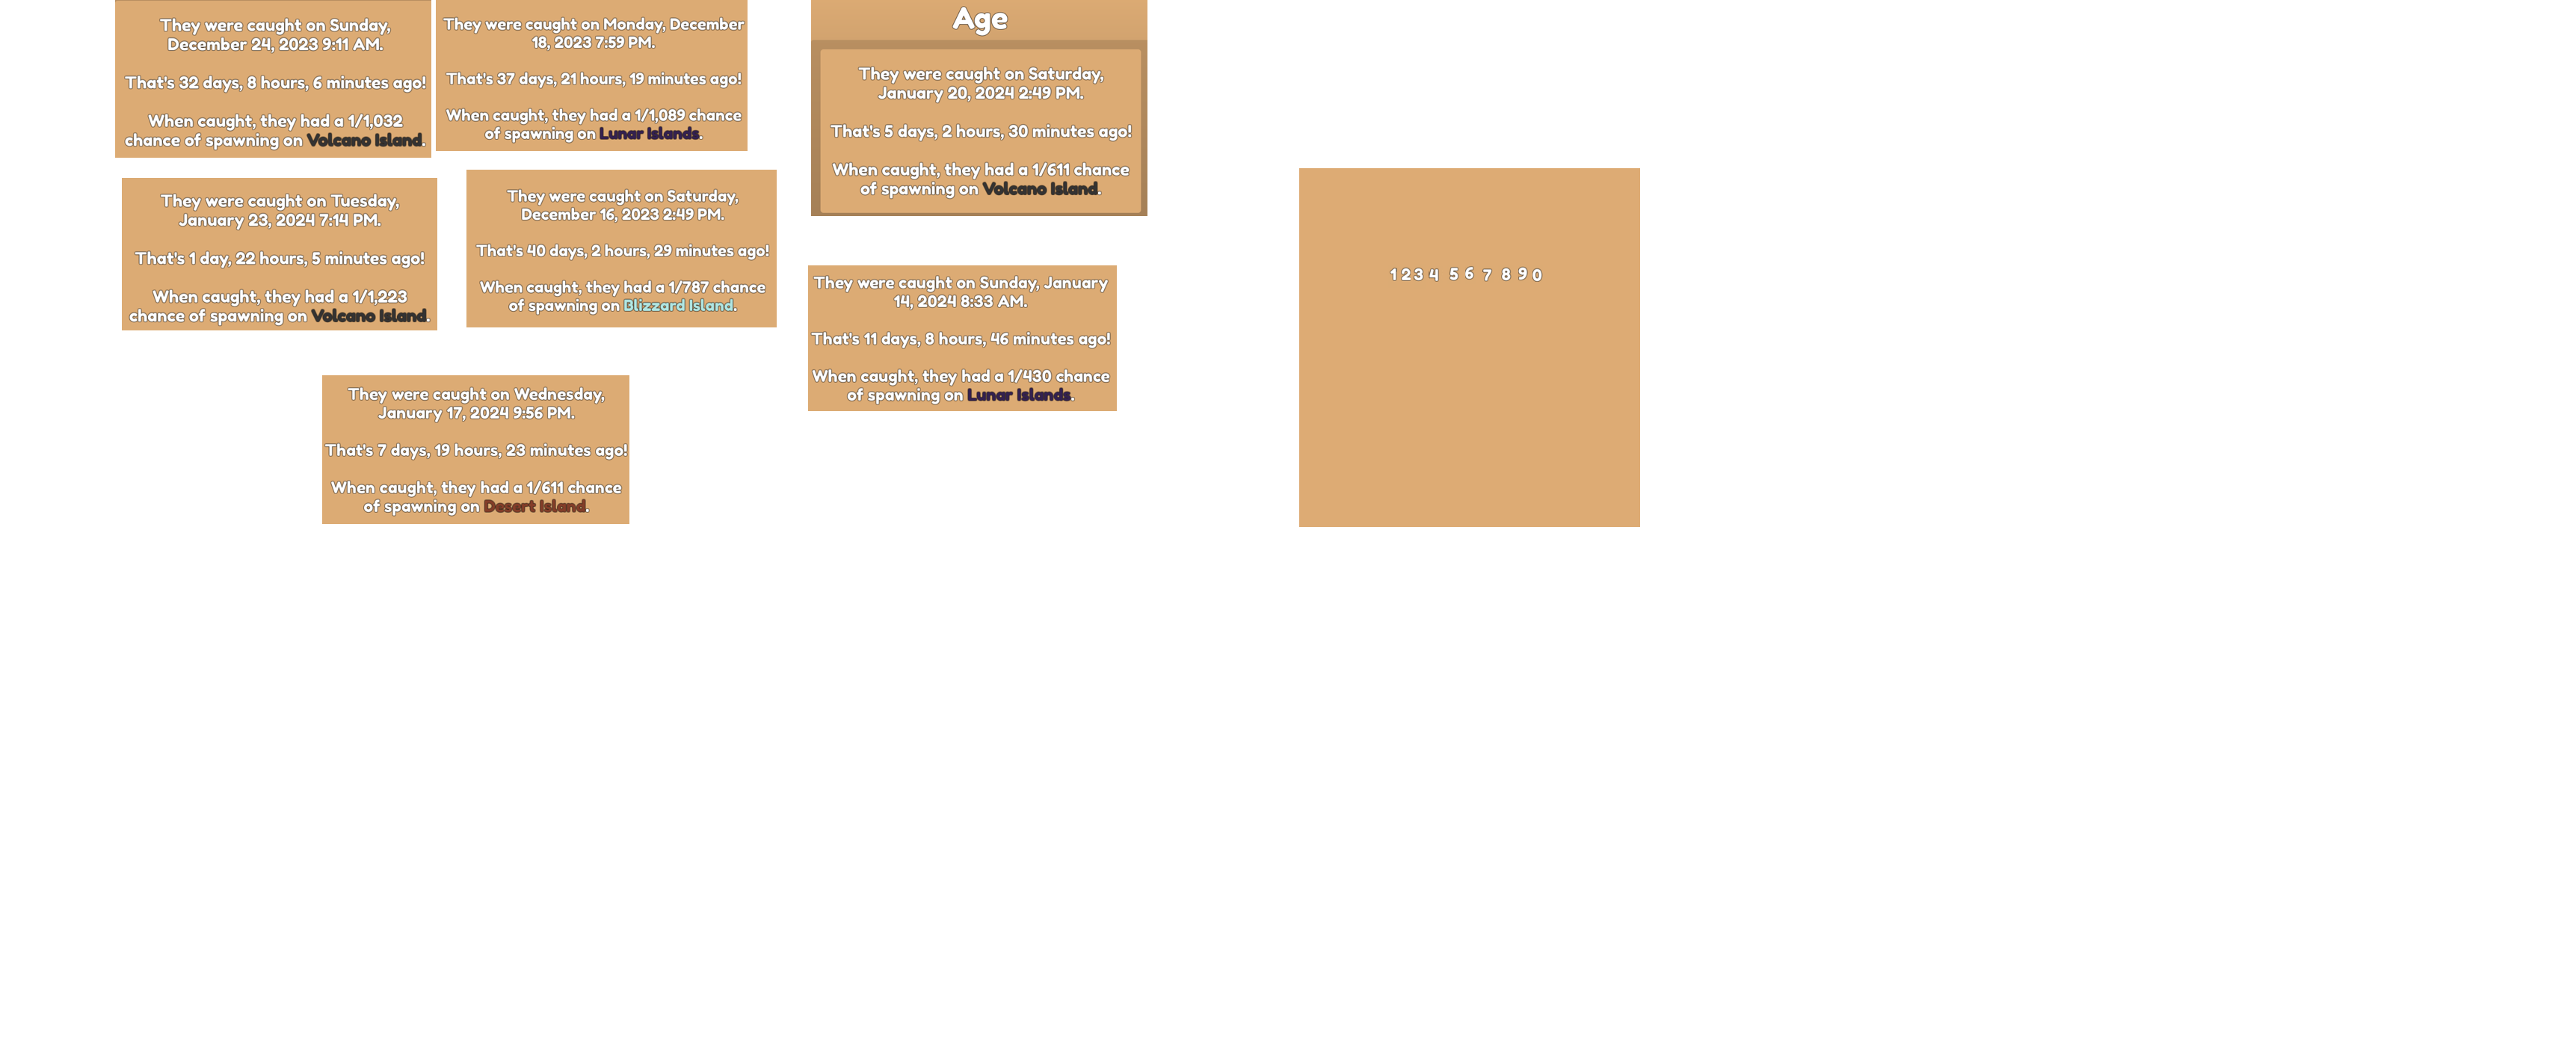 They were caught on Sunday,
December 24, 2023 9:11 AM.
That's 32 days, 8 hours, 6 minutes ago!
When caught, they had a 1/1,032
chance of spawning on Volcano Island.
They were caught on Monday, December
18, 2023 7:59 PM.
That's 37 days, 21 hours, 19 minutes ago!
When caught, they had a 1/1,089 chance
of spawning on Lunar Islands.
Age
They were caught on Saturday,
January 20, 2024 2:49 PM.
That's 5 days, 2 hours, 30 minutes ago!
When caught, they had a 1/611 chance
of spawning on Volcano Island.
They were caught on Tuesday,
January 23, 2024 7:14 PM.
That's 1 day, 22 hours, 5 minutes ago!
When caught, they had a 1/1,223
chance of spawning on Volcano Island.
They were caught on Saturday,
December 16, 2023 2:49 PM.
That's 40 days, 2 hours, 29 minutes ago!
When caught, they had a 1/787 chance
of spawning on Blizzard Island.
They were caught on Sunday, January
14, 2024 8:33 AM.
That's 11 days, 8 hours, 46 minutes ago!
When caught, they had a 1/430 chance
of spawning on Lunar Islands.
1 2 3 4 5 6 7 8 9 0
They were caught on Wednesday,
January 17, 2024 9:56 PM.
That's 7 days, 19 hours, 23 minutes ago!
When caught, they had a 1/611 chance
of spawning on Desert Island.